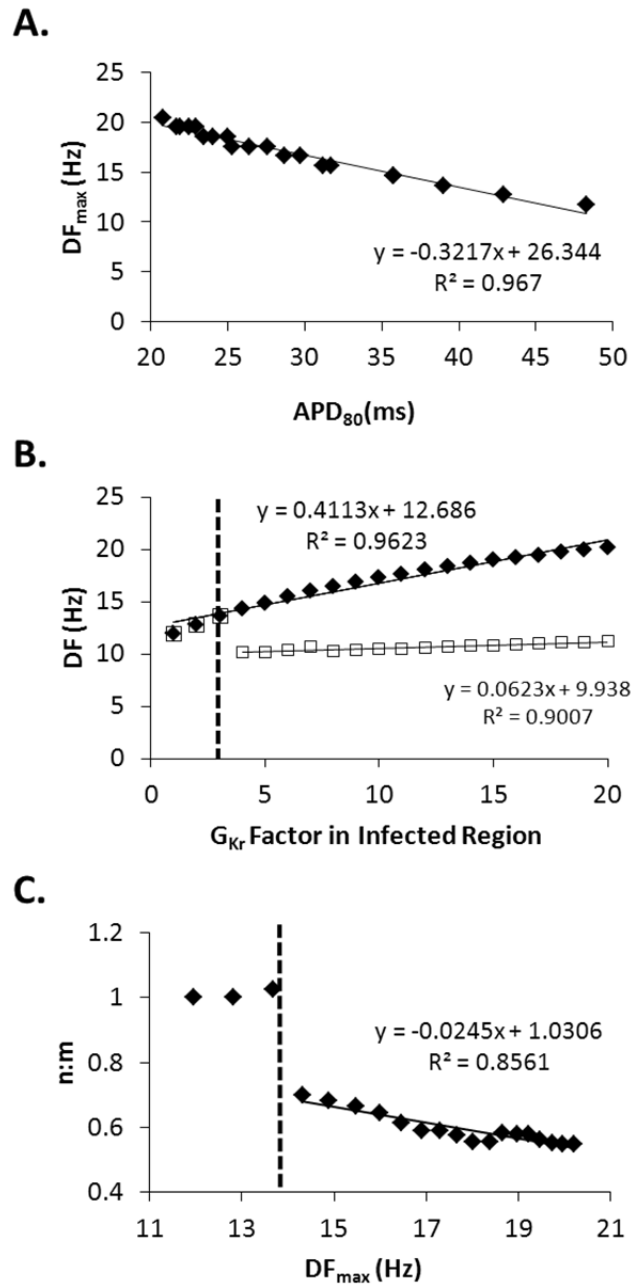 A.
25
20
15
10
5
0
DFmax (Hz)
y = -0.3217x + 26.344
R² = 0.967
20 25 30 35 40 45 50
APD80(ms)
B.
25
20
15
10
5
0
DF (Hz)
y = 0.4113x + 12.686
R² = 0.9623
y = 0.0623x + 9.938
R² = 0.9007
0 5 10 15 20
GKr Factor in Infected Region
C.
1.2
1
0.8
0.6
0.4
n:m
y = -0.0245x + 1.0306
R² = 0.8561
11 13 15 17 19 21
DFmax (Hz)